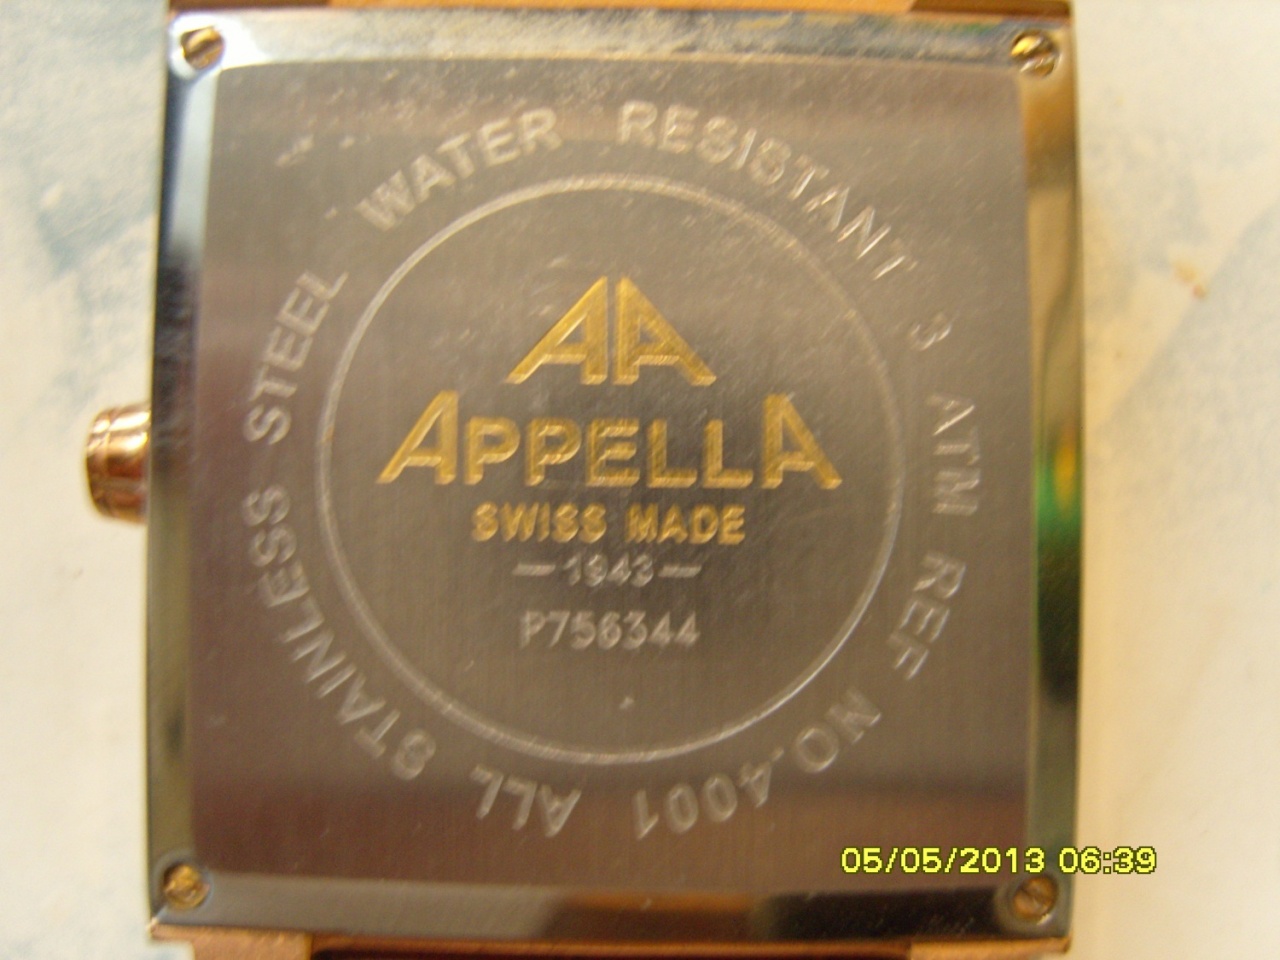 WATER RESISTANT 3 ATM REF NO.4001 ALL STAINLESS STEEL
AA
APPELLA
SWISS MADE
—1943—
P756344
05/05/2013 06:39